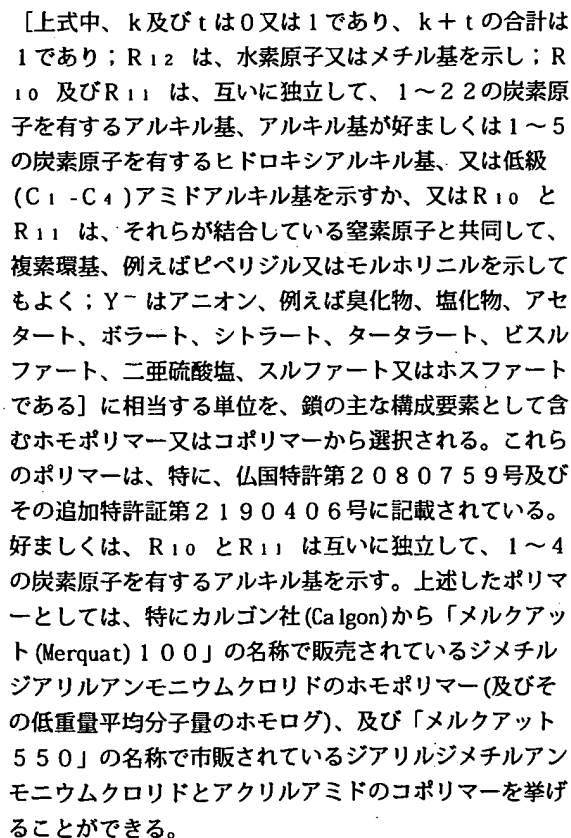 [上式中、k及びtは0又は1であり、k+tの合計は
1であり;R12 は、水素原子又はメチル基を示し;R
10 及びR11 は、互いに独立して、1~22の炭素原
子を有するアルキル基、アルキル基が好ましくは1~5
の炭素原子を有するヒドロキシアルキル基、又は低級
(C1-C4)アミドアルキル基を示すか、又はR10 と
R11 は、それらが結合している窒素原子と共同して、
複素環基、例えばピペリジル又はモルホリニルを示して
もよく;Y⁻はアニオン、例えば臭化物、塩化物、アセ
タート、ボラート、シトラート、タータラート、ビスル
ファート、二亜硫酸塩、スルファート又はホスファート
である]に相当する単位を、鎖の主な構成要素として含
むホモポリマー又はコポリマーから選択される。これら
のポリマーは、特に、仏国特許第2080759号及び
その追加特許証第2190406号に記載されている。
好ましくは、R10 とR11 は互いに独立して、1~4
の炭素原子を有するアルキル基を示す。上述したポリマ
ーとしては、特にカルゴン社(Calgon)から「メルクアッ
ト(Merquat)100」の名称で販売されているジメチル
ジアリルアンモニウムクロリドのホモポリマー(及びそ
の低重量平均分子量のホモログ)、及び「メルクアット
550」の名称で市販されているジアリルジメチルアン
モニウムクロリドとアクリルアミドのコポリマーを挙げ
ることができる。